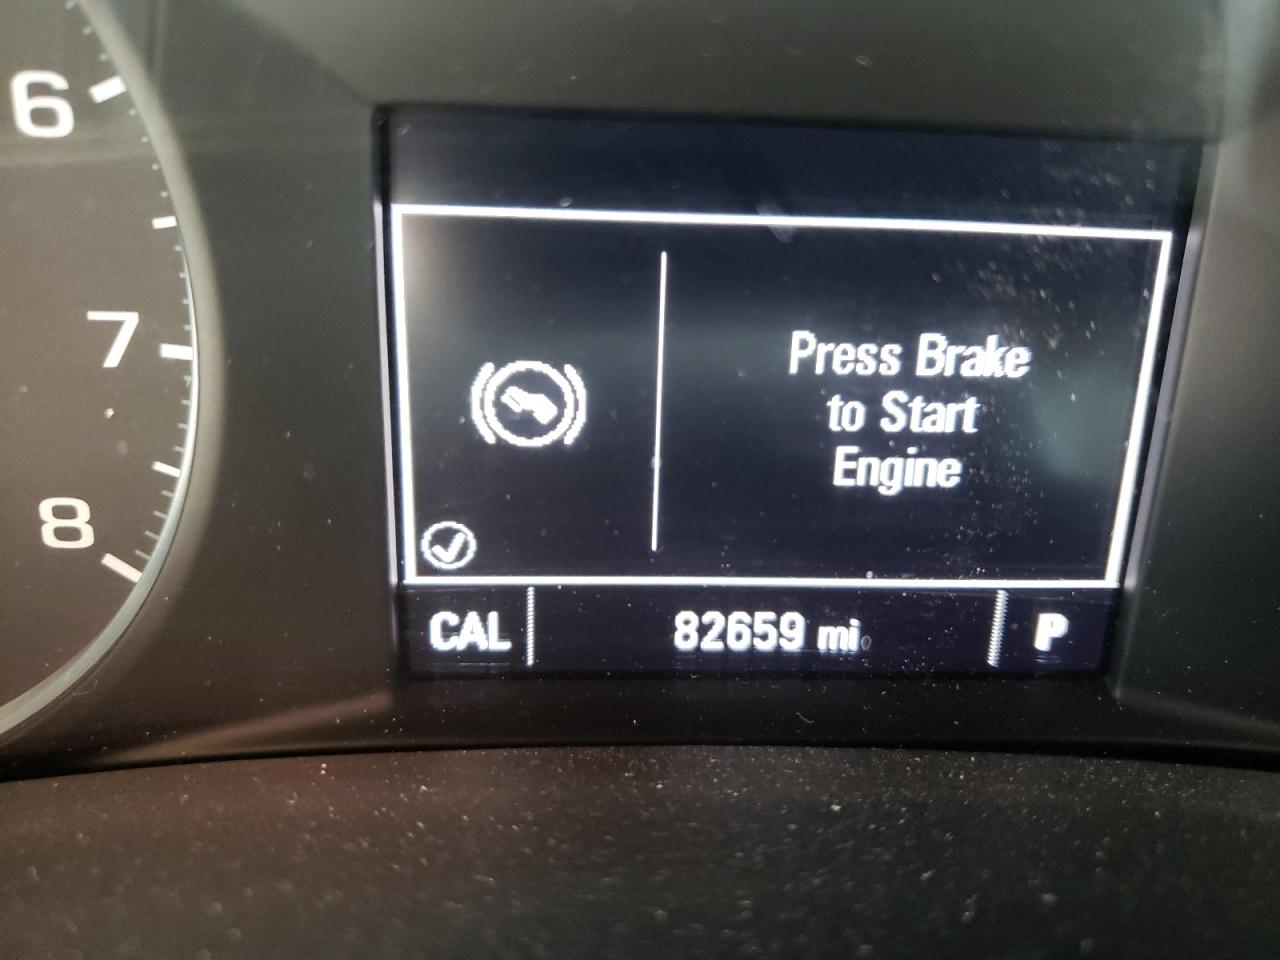 6
7
8
Press Brake
to Start
Engine
CAL 82659 mi P